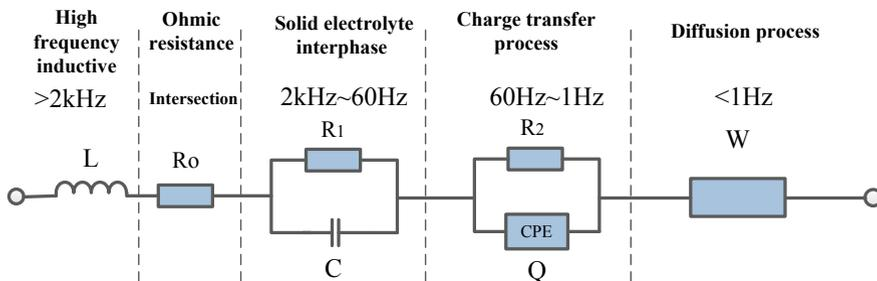 High
frequency
inductive
>2kHz
Ohmic
resistance
Intersection
Solid electrolyte
interphase
2kHz~60Hz
Charge transfer
process
60Hz~1Hz
Diffusion process
<1Hz
L
Ro
R1
C
R2
CPE
Q
W